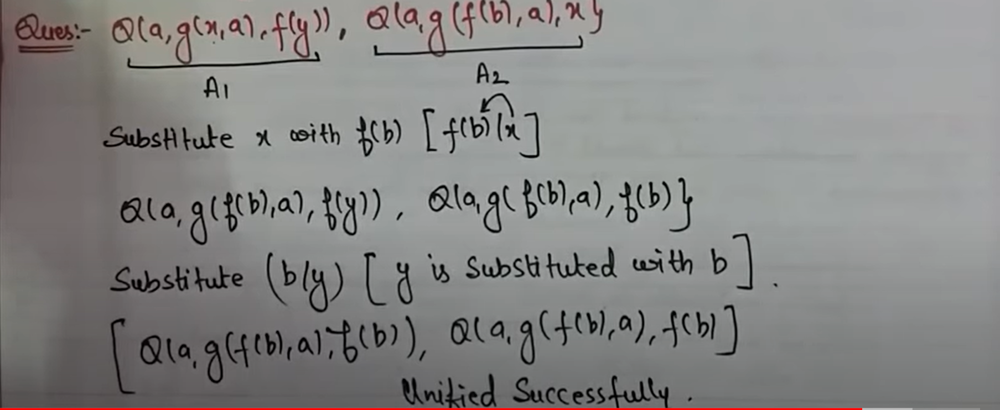 Ques:- Q(a, g(x, a), f(y)), Q(a, g(f(b), a), x}
A1 A2
Substitute x with f(b) [f(b)/x]
Q(a, g(f(b), a), f(y)), Q(a, g(f(b), a), f(b)}
Substitute (b/y) [y is substituted with b].
[Q(a, g(f(b), a), f(b)), Q(a, g(f(b), a), f(b)]
Unified Successfully.